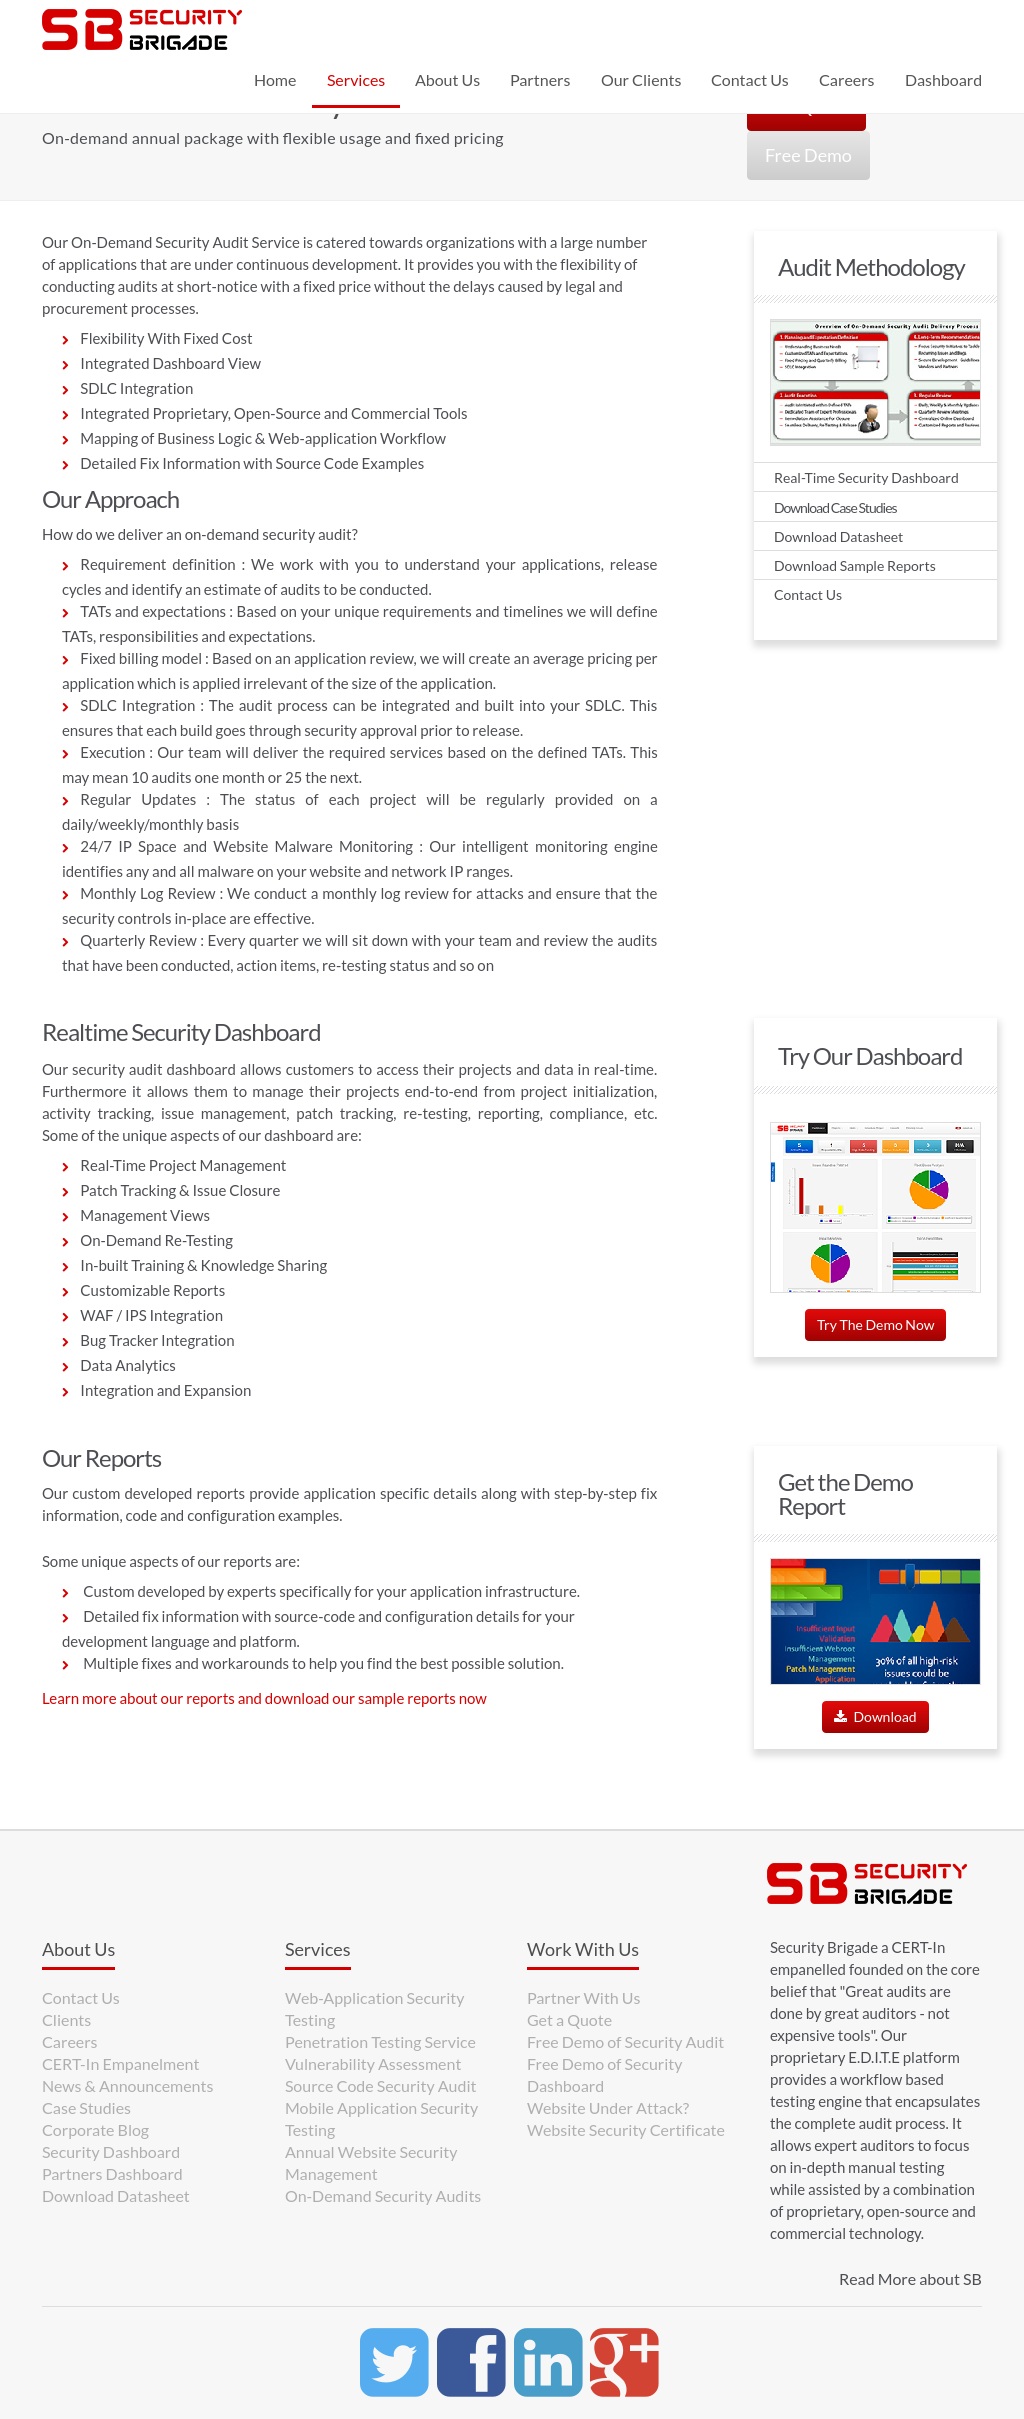 SECURITY
BRIGADE
Home Services About Us Partners Our Clients Contact Us Careers Dashboard
On-demand annual package with flexible usage and fixed pricing
Free Demo
Our On-Demand Security Audit Service is catered towards organizations with a large number
of applications that are under continuous development. It provides you with the flexibility of
conducting audits at short-notice with a fixed price without the delays caused by legal and
procurement processes.
Flexibility With Fixed Cost
Integrated Dashboard View
SDLC Integration
Integrated Proprietary, Open-Source and Commercial Tools
Mapping of Business Logic & Web-application Workflow
Detailed Fix Information with Source Code Examples
Our Approach
How do we deliver an on-demand security audit?
Requirement definition : We work with you to understand your applications, release
cycles and identify an estimate of audits to be conducted.
TATs and expectations : Based on your unique requirements and timelines we will define
TATs, responsibilities and expectations.
Fixed billing model : Based on an application review, we will create an average pricing per
application which is applied irrelevant of the size of the application.
SDLC Integration : The audit process can be integrated and built into your SDLC. This
ensures that each build goes through security approval prior to release.
Execution : Our team will deliver the required services based on the defined TATs. This
may mean 10 audits one month or 25 the next.
Regular Updates : The status of each project will be regularly provided on a
daily/weekly/monthly basis
24/7 IP Space and Website Malware Monitoring : Our intelligent monitoring engine
identifies any and all malware on your website and network IP ranges.
Monthly Log Review : We conduct a monthly log review for attacks and ensure that the
security controls in-place are effective.
Quarterly Review : Every quarter we will sit down with your team and review the audits
that have been conducted, action items, re-testing status and so on
Audit Methodology
Overview of On-Demand Security Audit Delivery Process
Real-Time Security Dashboard
Download Case Studies
Download Datasheet
Download Sample Reports
Contact Us
Realtime Security Dashboard
Our security audit dashboard allows customers to access their projects and data in real-time.
Furthermore it allows them to manage their projects end-to-end from project initialization,
activity tracking, issue management, patch tracking, re-testing, reporting, compliance, etc.
Some of the unique aspects of our dashboard are:
Real-Time Project Management
Patch Tracking & Issue Closure
Management Views
On-Demand Re-Testing
In-built Training & Knowledge Sharing
Customizable Reports
WAF / IPS Integration
Bug Tracker Integration
Data Analytics
Integration and Expansion
Try Our Dashboard
Try The Demo Now
Our Reports
Our custom developed reports provide application specific details along with step-by-step fix
information, code and configuration examples.
Some unique aspects of our reports are:
Custom developed by experts specifically for your application infrastructure.
Detailed fix information with source-code and configuration details for your
development language and platform.
Multiple fixes and workarounds to help you find the best possible solution.
Learn more about our reports and download our sample reports now
Get the Demo
Report
Insufficient Input
Validation
Insufficient Webroot
Management
Patch Management
Application
30% of all high-risk
issues could be
Download
SECURITY
BRIGADE
About Us
Contact Us
Clients
Careers
CERT-In Empanelment
News & Announcements
Case Studies
Corporate Blog
Security Dashboard
Partners Dashboard
Download Datasheet
Services
Web-Application Security
Testing
Penetration Testing Service
Vulnerability Assessment
Source Code Security Audit
Mobile Application Security
Testing
Annual Website Security
Management
On-Demand Security Audits
Work With Us
Partner With Us
Get a Quote
Free Demo of Security Audit
Free Demo of Security
Dashboard
Website Under Attack?
Website Security Certificate
Security Brigade a CERT-In
empanelled founded on the core
belief that "Great audits are
done by great auditors - not
expensive tools". Our
proprietary E.D.I.T.E platform
provides a workflow based
testing engine that encapsulates
the complete audit process. It
allows expert auditors to focus
on in-depth manual testing
while assisted by a combination
of proprietary, open-source and
commercial technology.
Read More about SB